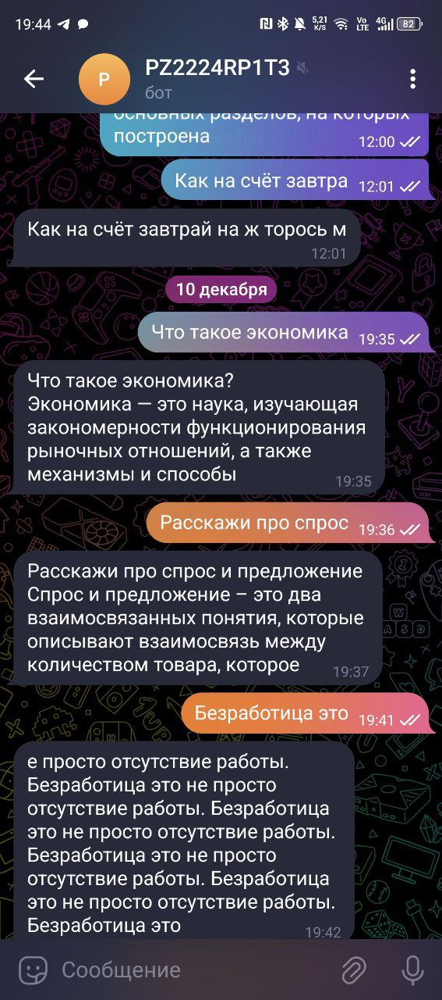 19:44
5,21 K/S
Vo LTE
4G
82
P
PZ2224RP1T3
бот
основных разделов, на которых
построена
12:00
Как на счёт завтра 12:01
Как на счёт завтрай на ж торось м
12:01
10 декабря
Что такое экономика 19:35
Что такое экономика?
Экономика — это наука, изучающая
закономерности функционирования
рыночных отношений, а также
механизмы и способы
19:35
Расскажи про спрос 19:36
Расскажи про спрос и предложение
Спрос и предложение – это два
взаимосвязанных понятия, которые
описывают взаимосвязь между
количеством товара, которое
19:37
Безработица это 19:41
е просто отсутствие работы.
Безработица это не просто
отсутствие работы. Безработица
это не просто отсутствие работы.
Безработица это не просто
отсутствие работы. Безработица
это не просто отсутствие работы.
Безработица это
19:42
Сообщение